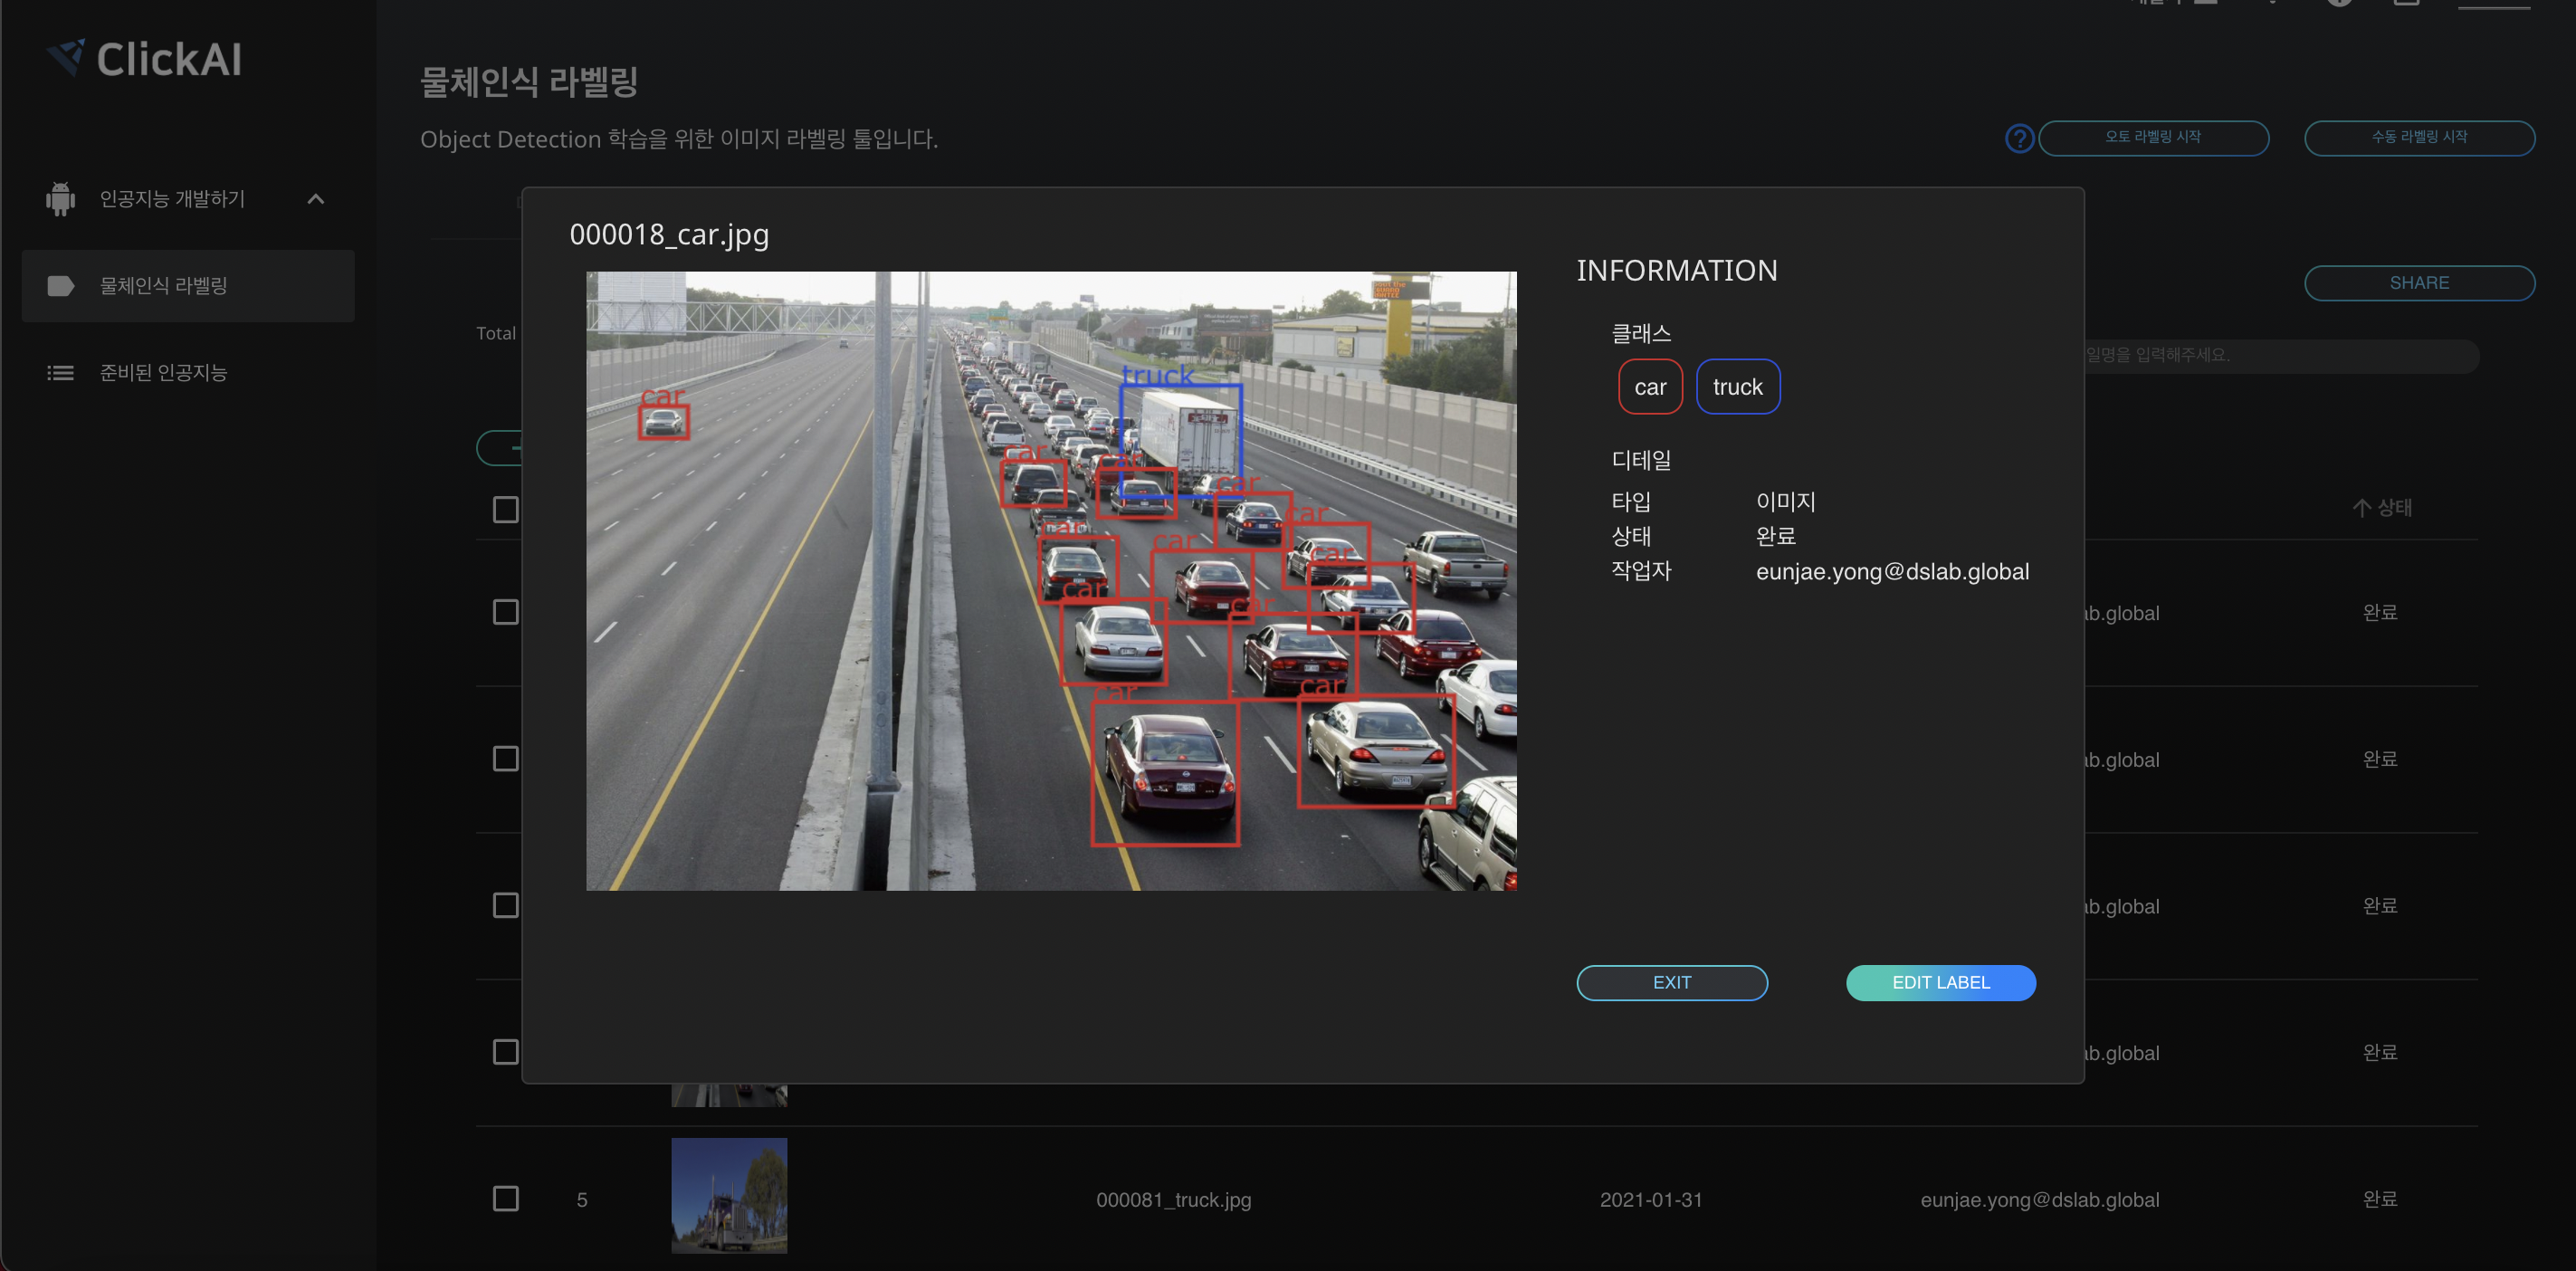 ClickAI
인공지능 개발하기
물체인식 라벨링
준비된 인공지능
물체인식 라벨링
Object Detection 학습을 위한 이미지 라벨링 툴입니다.
?
오토 라벨링 시작
수동 라벨링 시작
SHARE
Total
일명을 입력해주세요.
상태
000018_car.jpg
car
truck
car
car
car
car
car
car
car
car
car
car
car
car
INFORMATION
클래스
car truck
디테일
타입 이미지
상태 완료
작업자 eunjae.yong@dslab.global
EXIT
EDIT LABEL
ab.global 완료
ab.global 완료
ab.global 완료
ab.global 완료
5 000081_truck.jpg 2021-01-31 eunjae.yong@dslab.global 완료